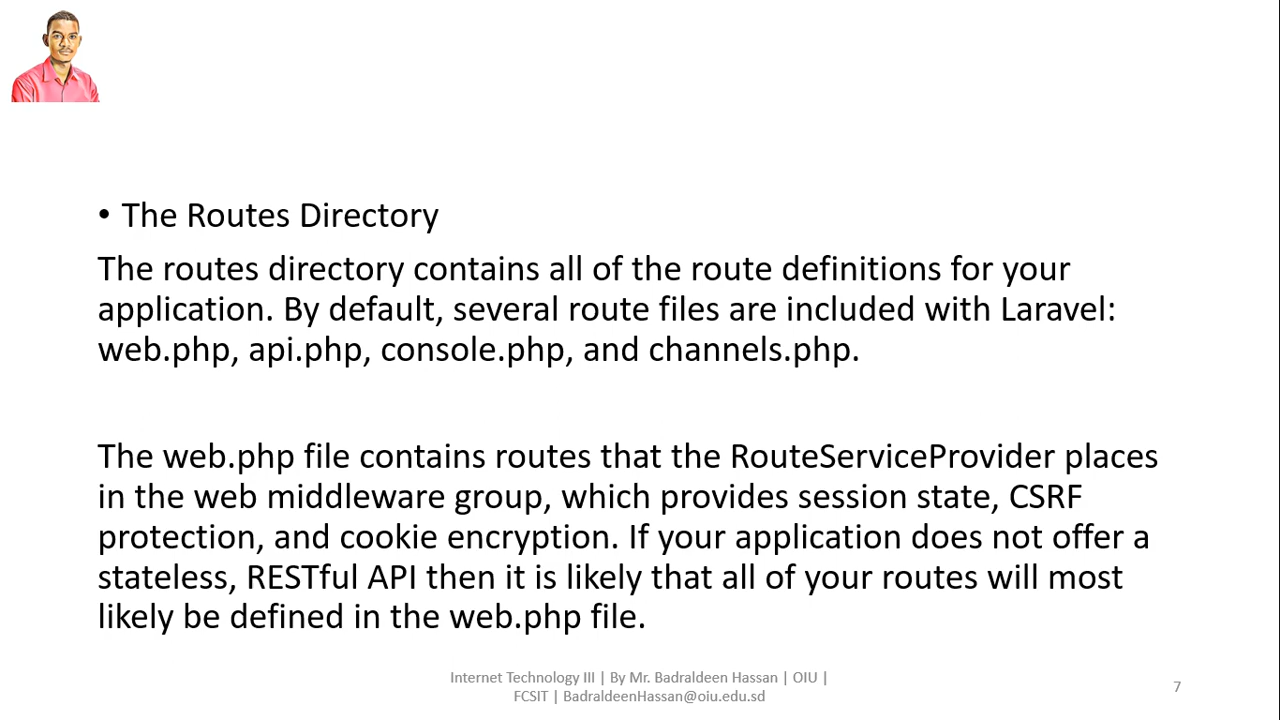 • The Routes Directory
The routes directory contains all of the route definitions for your
application. By default, several route files are included with Laravel:
web.php, api.php, console.php, and channels.php.
The web.php file contains routes that the RouteServiceProvider places
in the web middleware group, which provides session state, CSRF
protection, and cookie encryption. If your application does not offer a
stateless, RESTful API then it is likely that all of your routes will most
likely be defined in the web.php file.
Internet Technology III | By Mr. Badraldeen Hassan | OIU |
FCSIT | BadraldeenHassan@oiu.edu.sd
7